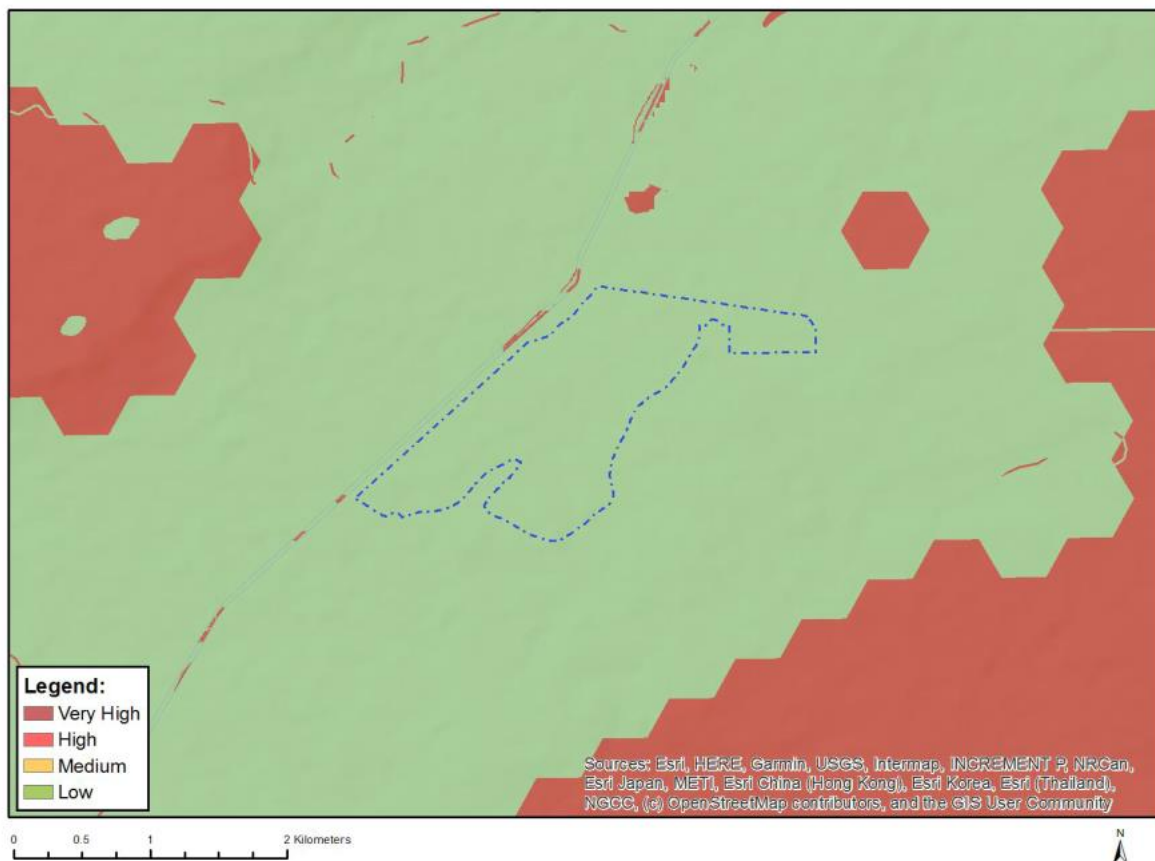 Legend:
Very High
High
Medium
Low
Sources: Esri, HERE, Garmin, USGS, Intermap, INCREMENT P, NRCan,
Esri Japan, METI, Esri China (Hong Kong), Esri Korea, Esri (Thailand),
NGCC, (c) OpenStreetMap contributors, and the GIS User Community
0 0.5 1 2 Kilometers
N